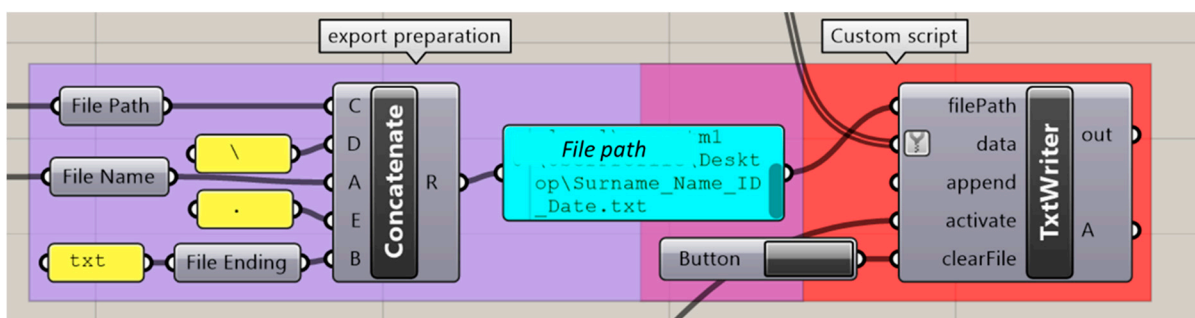 export preparation
Custom script
File Path
\
File Name
.
txt
File Ending
C
D
A
E
B
Concatenate
R
File path
m1
\Deskt
op\Surname_Name_ID
_Date.txt
Button
filePath
data
append
activate
clearFile
TxtWriter
out
A